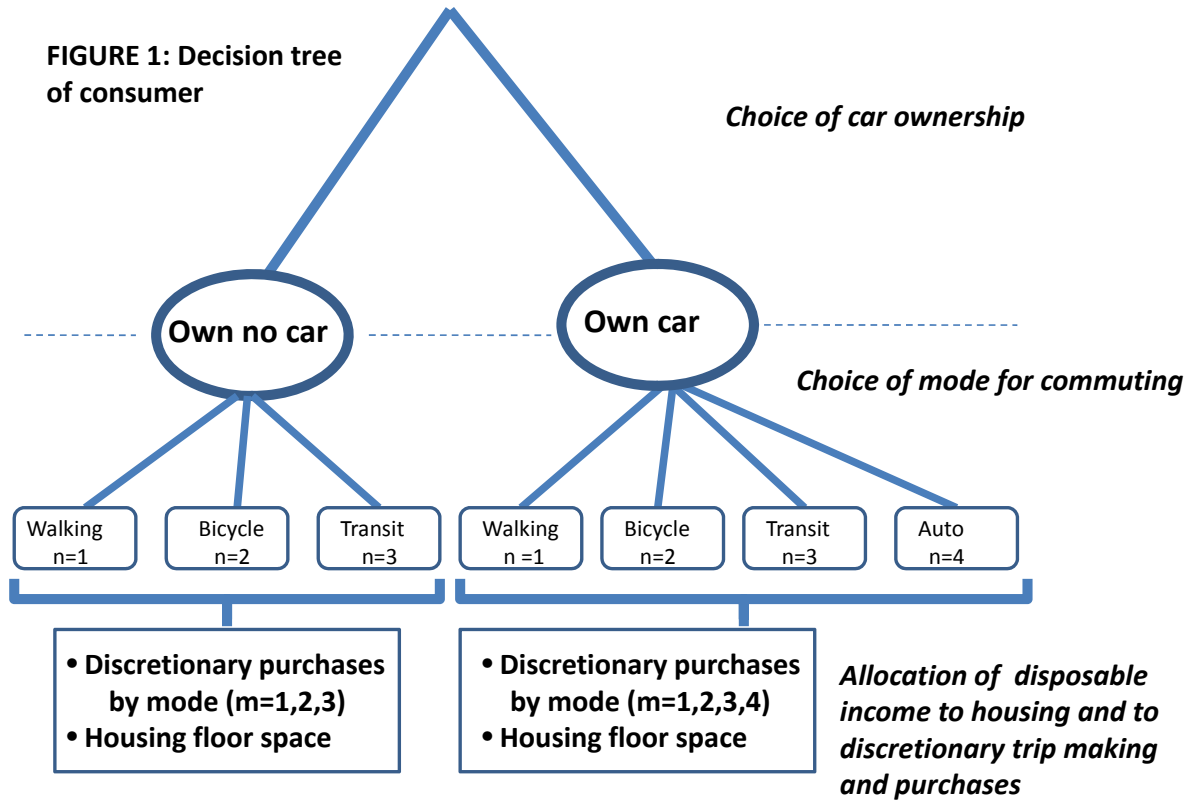 FIGURE 1: Decision tree
of consumer
Choice of car ownership
Own no car
Own car
Choice of mode for commuting
Walking
n=1
Bicycle
n=2
Transit
n=3
Walking
n =1
Bicycle
n=2
Transit
n=3
Auto
n=4
• Discretionary purchases
by mode (m=1,2,3)
• Housing floor space
• Discretionary purchases
by mode (m=1,2,3,4)
• Housing floor space
Allocation of disposable
income to housing and to
discretionary trip making
and purchases